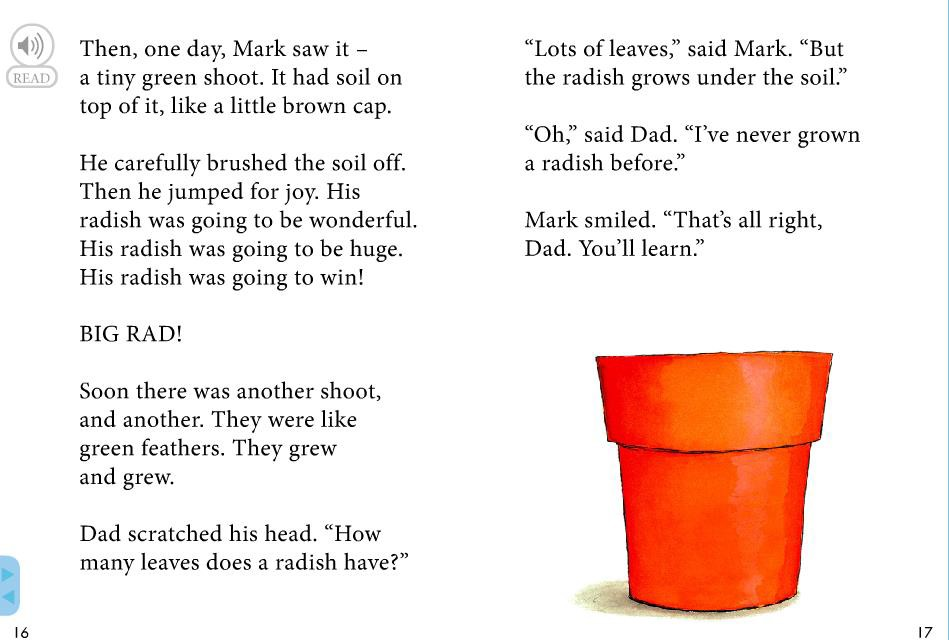 READ
Then, one day, Mark saw it –
a tiny green shoot. It had soil on
top of it, like a little brown cap.
He carefully brushed the soil off.
Then he jumped for joy. His
radish was going to be wonderful.
His radish was going to be huge.
His radish was going to win!
BIG RAD!
Soon there was another shoot,
and another. They were like
green feathers. They grew
and grew.
Dad scratched his head. “How
many leaves does a radish have?”
16
“Lots of leaves,” said Mark. “But
the radish grows under the soil.”
“Oh,” said Dad. “I’ve never grown
a radish before.”
Mark smiled. “That’s all right,
Dad. You’ll learn.”
17